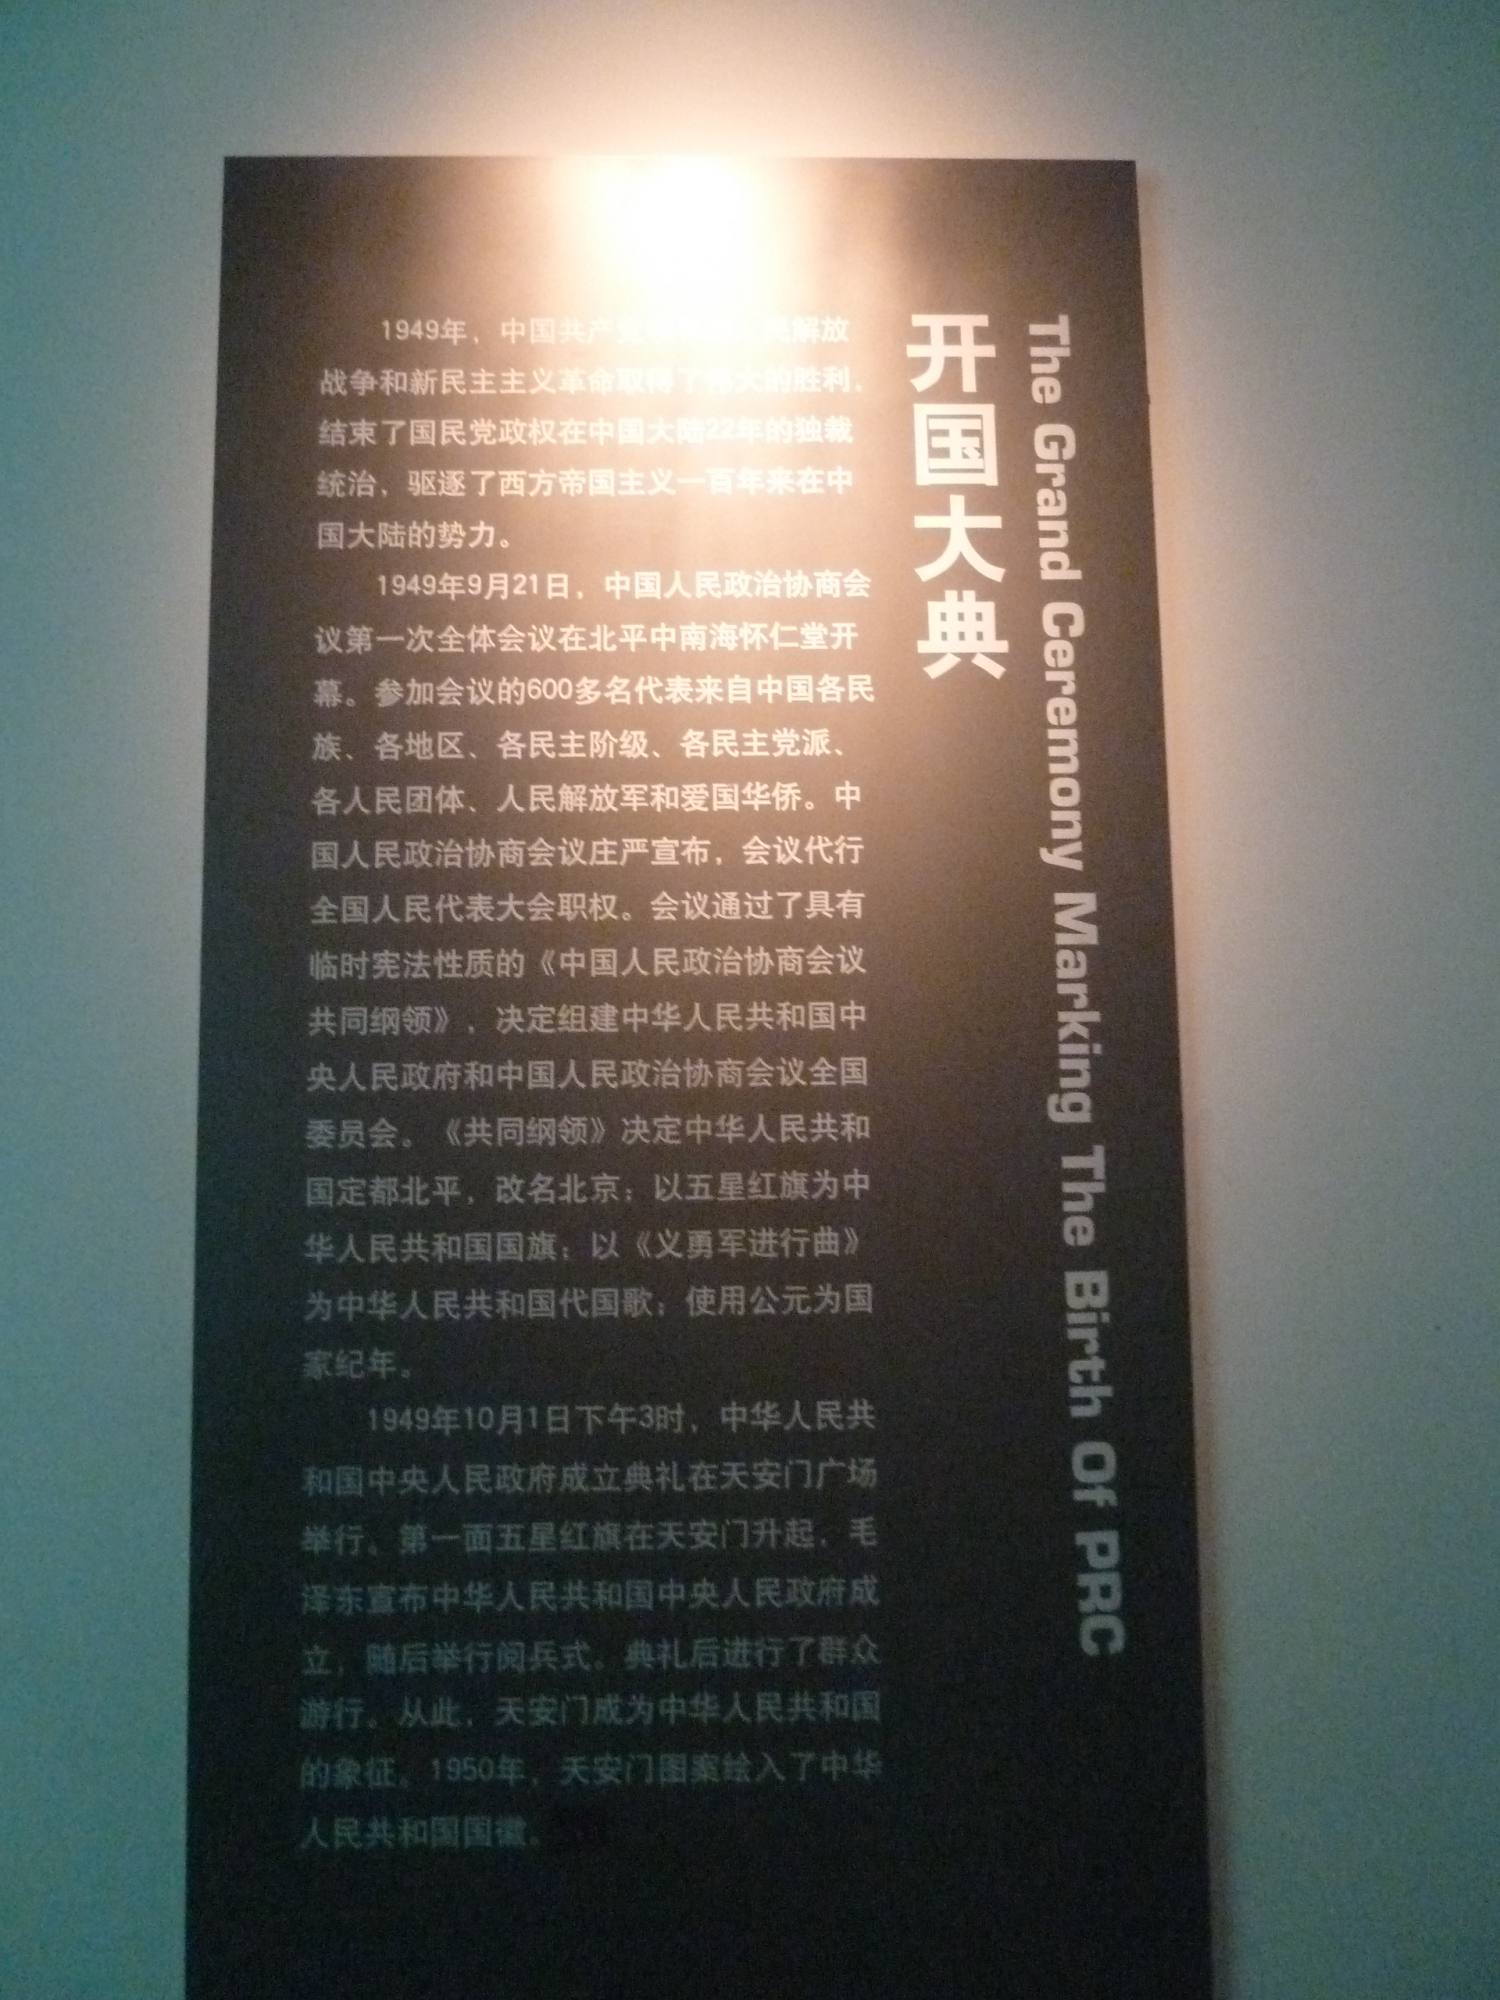 开国大典
The Grand Ceremony Marking The Birth Of PRC
1949年，中国共产党 民解放
战争和新民主主义革命取得了伟大的胜利，
结束了国民党政权在中国大陆22年的独裁
统治，驱逐了西方帝国主义一百年来在中
国大陆的势力。
1949年9月21日，中国人民政治协商会
议第一次全体会议在北平中南海怀仁堂开
幕。参加会议的600多名代表来自中国各民
族、各地区、各民主阶级、各民主党派、
各人民团体、人民解放军和爱国华侨。中
国人民政治协商会议庄严宣布，会议代行
全国人民代表大会职权。会议通过了具有
临时宪法性质的《中国人民政治协商会议
共同纲领》，决定组建中华人民共和国中
央人民政府和中国人民政治协商会议全国
委员会。《共同纲领》决定中华人民共和
国定都北平，改名北京；以五星红旗为中
华人民共和国国旗；以《义勇军进行曲》
为中华人民共和国代国歌；使用公元为国
家纪年。
1949年10月1日下午3时，中华人民共
和国中央人民政府成立典礼在天安门广场
举行。第一面五星红旗在天安门升起，毛
泽东宣布中华人民共和国中央人民政府成
立，随后举行阅兵式。典礼后进行了群众
游行。从此，天安门成为中华人民共和国
的象征。1950年，天安门图案绘入了中华
人民共和国国徽。